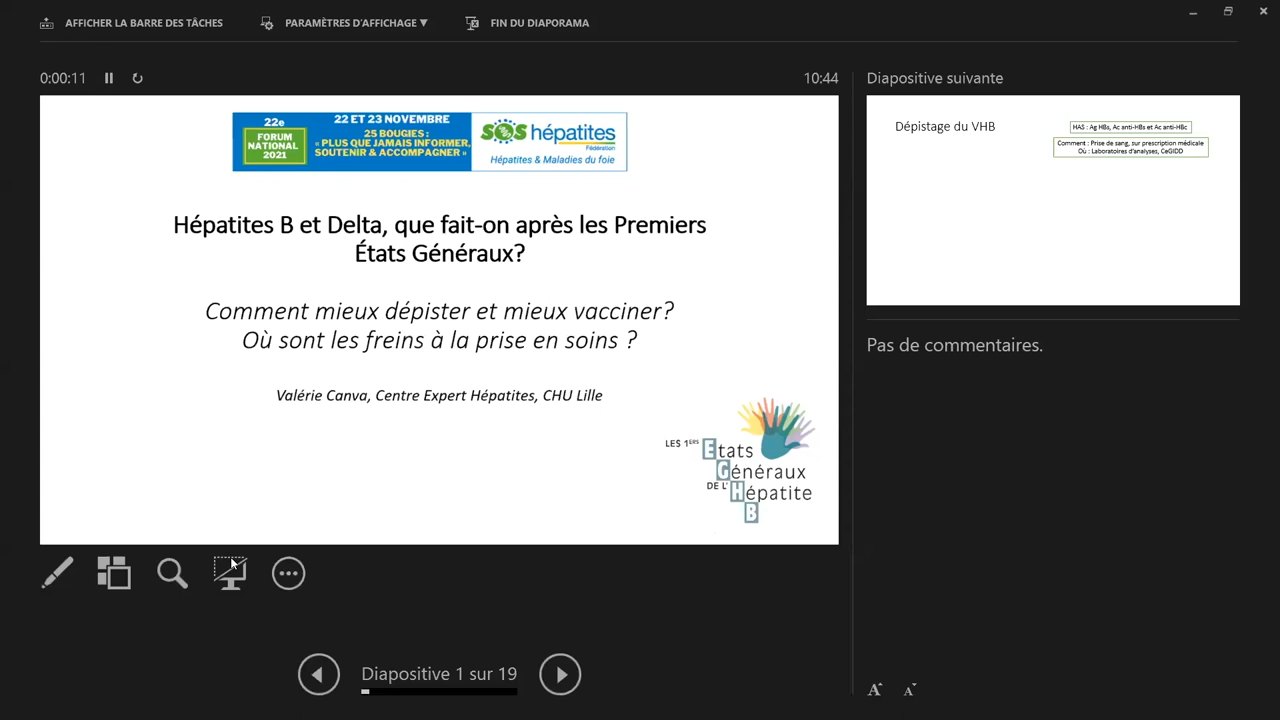 AFFICHER LA BARRE DES TÂCHES
PARAMÈTRES D'AFFICHAGE ▼
FIN DU DIAPORAMA
0:00:11
10:44
22e
FORUM
NATIONAL
2021
22 ET 23 NOVEMBRE
25 BOUGIES :
« PLUS QUE JAMAIS INFORMER,
SOUTENIR & ACCOMPAGNER »
SOS hépatites
Fédération
Hépatites & Maladies du foie
Hépatites B et Delta, que fait-on après les Premiers
États Généraux?
Comment mieux dépister et mieux vacciner?
Où sont les freins à la prise en soins ?
Valérie Canva, Centre Expert Hépatites, CHU Lille
LES 1ERS Etats
Généraux
DE L' Hépatite
B
Diapositive 1 sur 19
Diapositive suivante
Dépistage du VHB
HAS : Ag HBs, Ac anti-HBs et Ac anti-HBc
Comment : Prise de sang, sur prescription médicale
Où : Laboratoires d'analyses, CeGIDD
Pas de commentaires.
A A